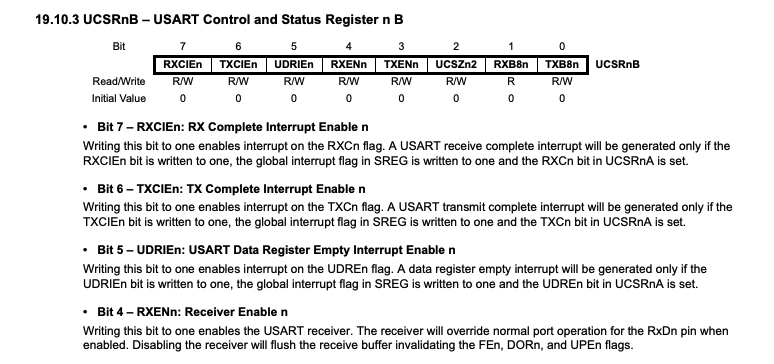 19.10.3 UCSRnB – USART Control and Status Register n B
Bit 7 6 5 4 3 2 1 0
RXCIEn TXCIEn UDRIEn RXENn TXENn UCSZn2 RXB8n TXB8n UCSRnB
Read/Write R/W R/W R/W R/W R/W R/W R R/W
Initial Value 0 0 0 0 0 0 0 0
• Bit 7 – RXCIEn: RX Complete Interrupt Enable n
Writing this bit to one enables interrupt on the RXCn flag. A USART receive complete interrupt will be generated only if the
RXCIEn bit is written to one, the global interrupt flag in SREG is written to one and the RXCn bit in UCSRnA is set.
• Bit 6 – TXCIEn: TX Complete Interrupt Enable n
Writing this bit to one enables interrupt on the TXCn flag. A USART transmit complete interrupt will be generated only if the
TXCIEn bit is written to one, the global interrupt flag in SREG is written to one and the TXCn bit in UCSRnA is set.
• Bit 5 – UDRIEn: USART Data Register Empty Interrupt Enable n
Writing this bit to one enables interrupt on the UDREn flag. A data register empty interrupt will be generated only if the
UDRIEn bit is written to one, the global interrupt flag in SREG is written to one and the UDREn bit in UCSRnA is set.
• Bit 4 – RXENn: Receiver Enable n
Writing this bit to one enables the USART receiver. The receiver will override normal port operation for the RxDn pin when
enabled. Disabling the receiver will flush the receive buffer invalidating the FEn, DORn, and UPEn flags.